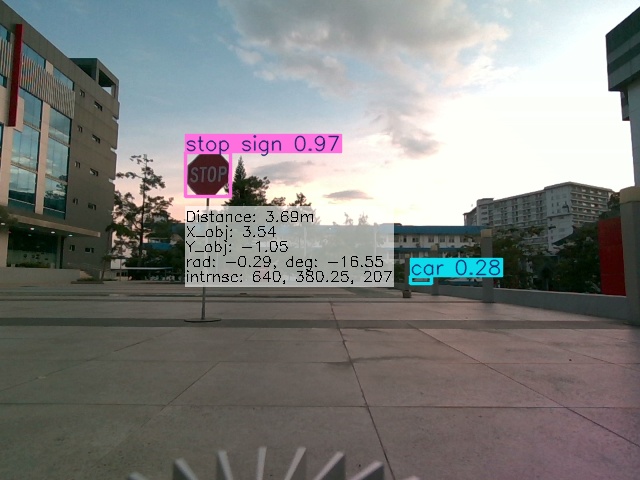 stop sign 0.97
STOP
Distance: 3.69m
X_obj: 3.54
Y_obj: −1.05
rad: −0.29, deg: −16.55
intrnsc: 640, 380.25, 207
car 0.28